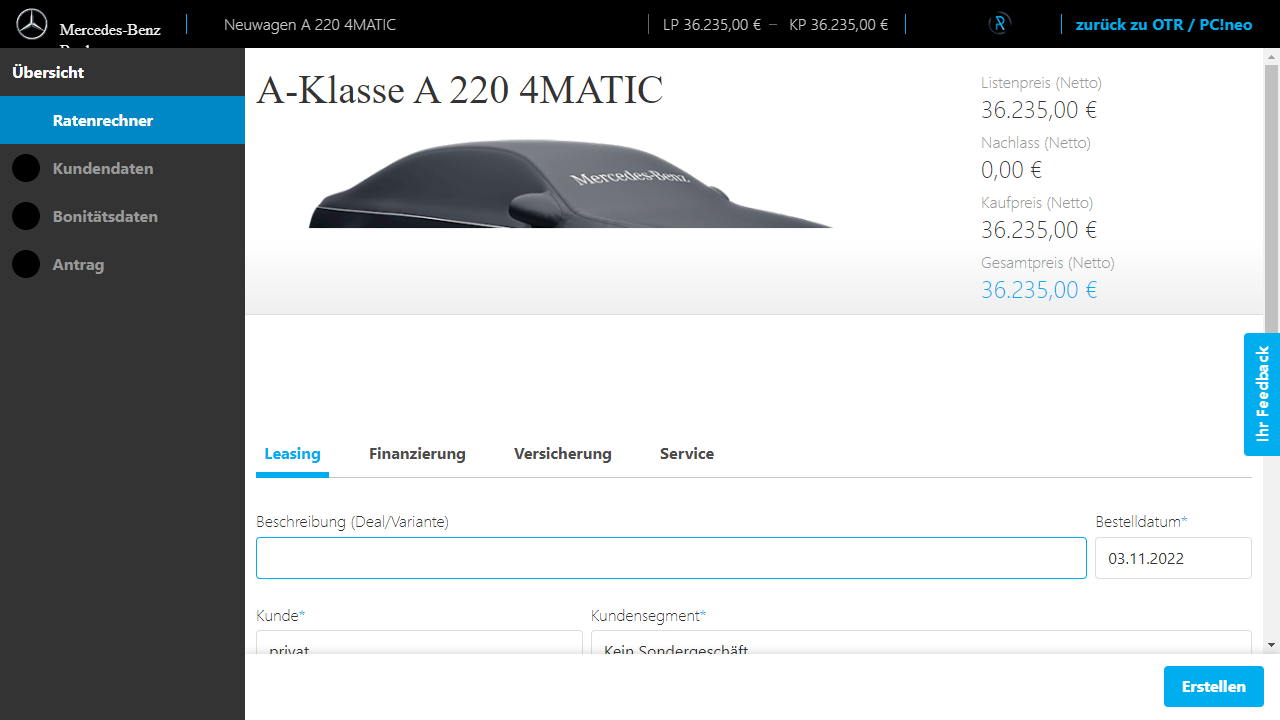 Mercedes-Benz
Neuwagen A 220 4MATIC
LP 36.235,00 € – KP 36.235,00 €
zurück zu OTR / PC!neo
Übersicht
Ratenrechner
Kundendaten
Bonitätsdaten
Antrag
A-Klasse A 220 4MATIC
Mercedes-Benz.
Listenpreis (Netto)
36.235,00 €
Nachlass (Netto)
0,00 €
Kaufpreis (Netto)
36.235,00 €
Gesamtpreis (Netto)
36.235,00 €
Ihr Feedback
Leasing Finanzierung Versicherung Service
Beschreibung (Deal/Variante)
Bestelldatum*
03.11.2022
Kunde*
Kundensegment*
privat
Kein Sondergeschäft
Erstellen